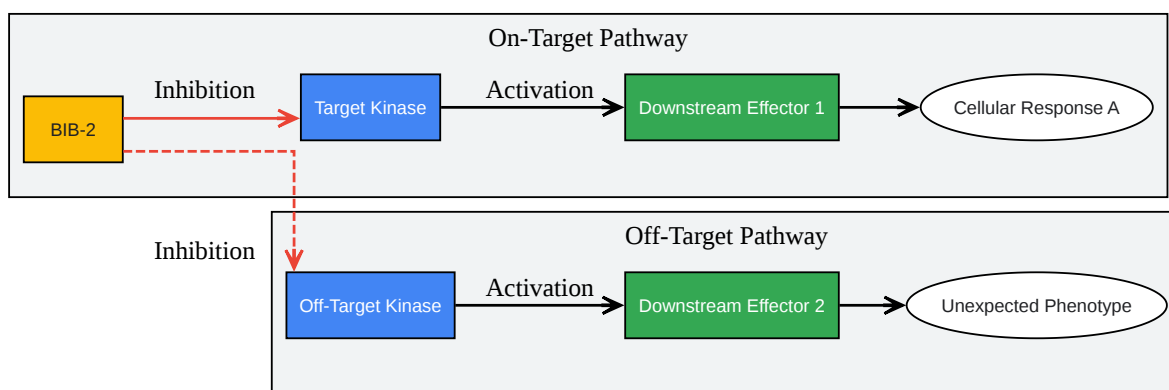 On-Target Pathway
Inhibition
Target Kinase
Activation
Downstream Effector 1
Cellular Response A
BIB-2
Inhibition
Off-Target Pathway
Off-Target Kinase
Activation
Downstream Effector 2
Unexpected Phenotype